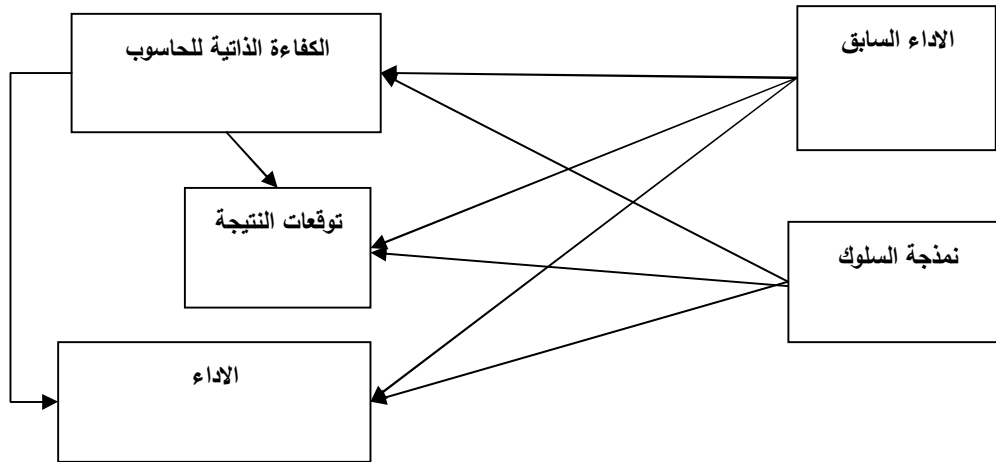 الاداء السابق
الكفاءة الذاتية للحاسوب
توقعات النتيجة
نمذجة السلوك
الاداء